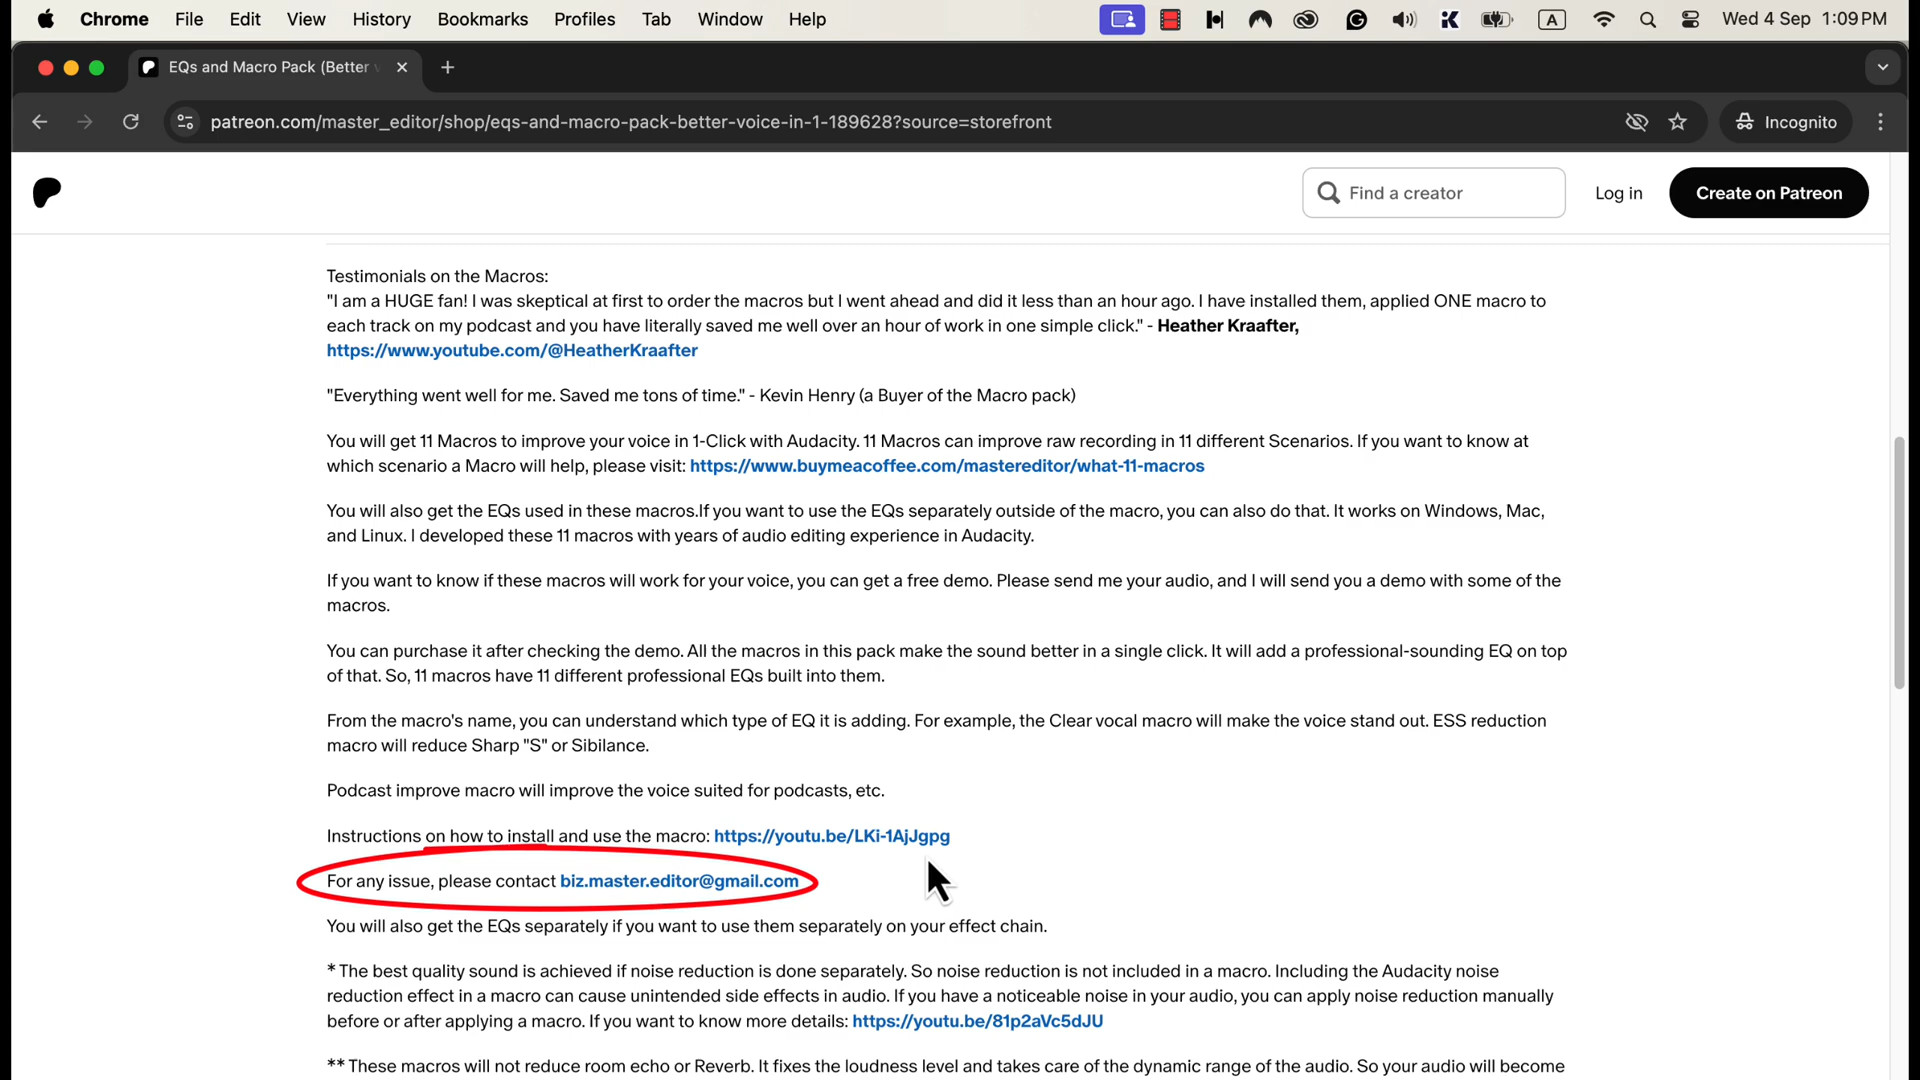 Chrome File Edit View History Bookmarks Profiles Tab Window Help A Wed 4 Sep 1:09 PM
EQs and Macro Pack (Better
patreon.com/master_editor/shop/eqs-and-macro-pack-better-voice-in-1-189628?source=storefront Incognito
Find a creator Log in Create on Patreon
Testimonials on the Macros:
"I am a HUGE fan! I was skeptical at first to order the macros but I went ahead and did it less than an hour ago. I have installed them, applied ONE macro to
each track on my podcast and you have literally saved me well over an hour of work in one simple click." - Heather Kraafter,
https://www.youtube.com/@HeatherKraafter
"Everything went well for me. Saved me tons of time." - Kevin Henry (a Buyer of the Macro pack)
You will get 11 Macros to improve your voice in 1-Click with Audacity. 11 Macros can improve raw recording in 11 different Scenarios. If you want to know at
which scenario a Macro will help, please visit: https://www.buymeacoffee.com/mastereditor/what-11-macros
You will also get the EQs used in these macros.If you want to use the EQs separately outside of the macro, you can also do that. It works on Windows, Mac,
and Linux. I developed these 11 macros with years of audio editing experience in Audacity.
If you want to know if these macros will work for your voice, you can get a free demo. Please send me your audio, and I will send you a demo with some of the
macros.
You can purchase it after checking the demo. All the macros in this pack make the sound better in a single click. It will add a professional-sounding EQ on top
of that. So, 11 macros have 11 different professional EQs built into them.
From the macro's name, you can understand which type of EQ it is adding. For example, the Clear vocal macro will make the voice stand out. ESS reduction
macro will reduce Sharp "S" or Sibilance.
Podcast improve macro will improve the voice suited for podcasts, etc.
Instructions on how to install and use the macro: https://youtu.be/LKi-1AjJgpg
For any issue, please contact biz.master.editor@gmail.com
You will also get the EQs separately if you want to use them separately on your effect chain.
* The best quality sound is achieved if noise reduction is done separately. So noise reduction is not included in a macro. Including the Audacity noise
reduction effect in a macro can cause unintended side effects in audio. If you have a noticeable noise in your audio, you can apply noise reduction manually
before or after applying a macro. If you want to know more details: https://youtu.be/81p2aVc5dJU
** These macros will not reduce room echo or Reverb. It fixes the loudness level and takes care of the dynamic range of the audio. So your audio will become